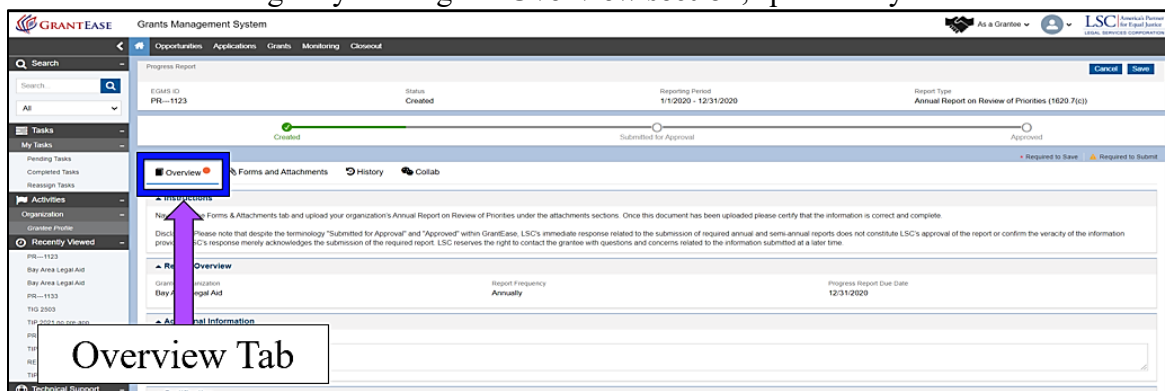 GRANTEASE
Grants Management System
As a Grantee
LSC America's Partner for Equal Justice
LEGAL SERVICES CORPORATION
Opportunities Applications Grants Monitoring Closeout
Search
Search...
All
Tasks
My Tasks
Pending Tasks
Completed Tasks
Reassign Tasks
Activities
Organization
Grantee Profile
Recently Viewed
PR---1123
Bay Area Legal Aid
Bay Area Legal Aid
PR---1133
TIG 2503
TIP 2021 no pre-app
PR
TIP
RE
TIP
Technical Support
Progress Report
Cancel Save
EGMS ID
PR---1123
Status
Created
Reporting Period
1/1/2020 - 12/31/2020
Report Type
Annual Report on Review of Priorities (1620.7(c))
Created
Submitted for Approval
Approved
Required to Save Required to Submit
Overview Forms and Attachments History Collab
Instructions
Forms & Attachments tab and upload your organization's Annual Report on Review of Priorities under the attachments sections. Once this document has been uploaded please certify that the information is correct and complete.
Please note that despite the terminology "Submitted for Approval" and "Approved" within GrantEase, LSC's immediate response related to the submission of required annual and semi-annual reports does not constitute LSC's approval of the report or confirm the veracity of the information
LSC's response merely acknowledges the submission of the required report. LSC reserves the right to contact the grantee with questions and concerns related to the information submitted at a later time.
Overview
Bay Legal Aid
Report Frequency
Annually
Progress Report Due Date
12/31/2020
Information
Overview Tab